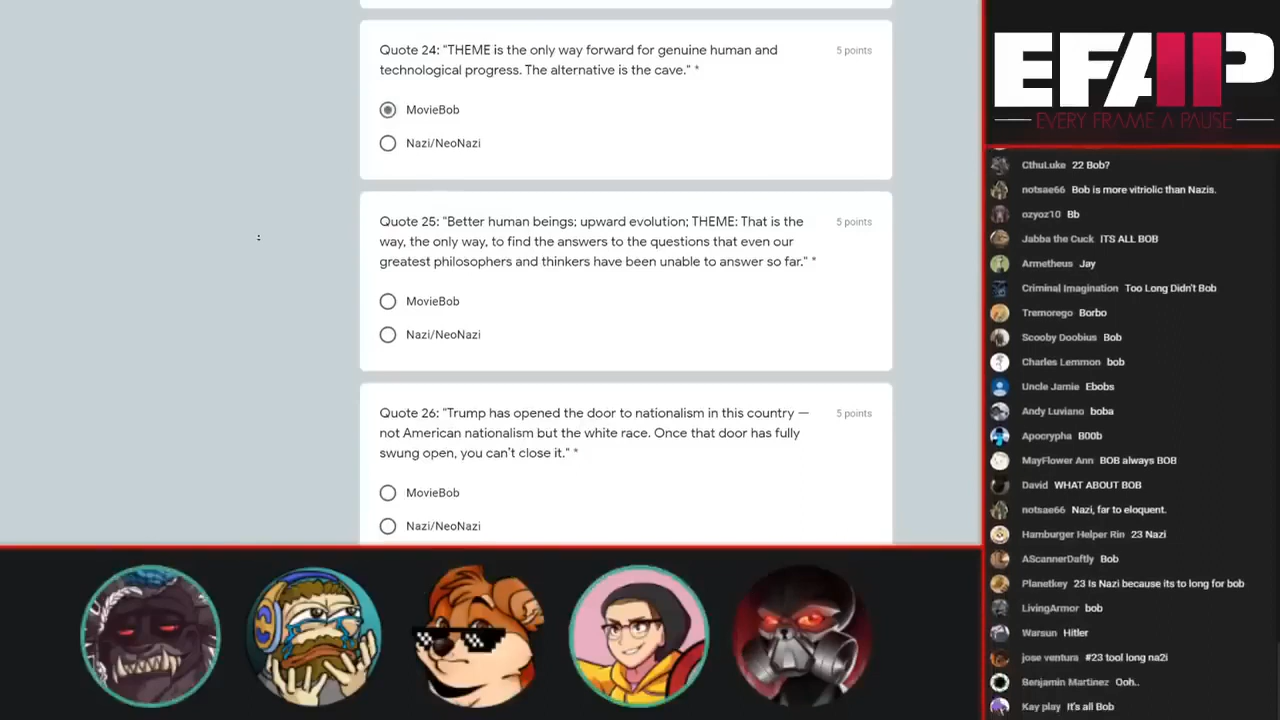 Quote 24: "THEME is the only way forward for genuine human and
technological progress. The alternative is the cave." *
5 points
MovieBob
Nazi/NeoNazi
Quote 25: "Better human beings; upward evolution; THEME: That is the
way, the only way, to find the answers to the questions that even our
greatest philosophers and thinkers have been unable to answer so far." *
5 points
MovieBob
Nazi/NeoNazi
Quote 26: "Trump has opened the door to nationalism in this country —
not American nationalism but the white race. Once that door has fully
swung open, you can't close it." *
5 points
MovieBob
Nazi/NeoNazi
EFAP
EVERY FRAME A PAUSE
CthuLuke 22 Bob?
notsae66 Bob is more vitriolic than Nazis.
ozyoz10 Bb
Jabba the Cuck ITS ALL BOB
Armetheus Jay
Criminal Imagination Too Long Didn't Bob
Tremorego Borbo
Scooby Doobius Bob
Charles Lemmon bob
Uncle Jamie Ebobs
Andy Luviano boba
Apocrypha B00b
MayFlower Ann BOB always BOB
David WHAT ABOUT BOB
notsae66 Nazi, far to eloquent.
Hamburger Helper Rin 23 Nazi
AScannerDaftly Bob
Planetkey 23 Is Nazi because its to long for bob
LivingArmor bob
Warsun Hitler
jose ventura #23 tool long na2i
Benjamin Martinez Ooh..
Kay play It's all Bob